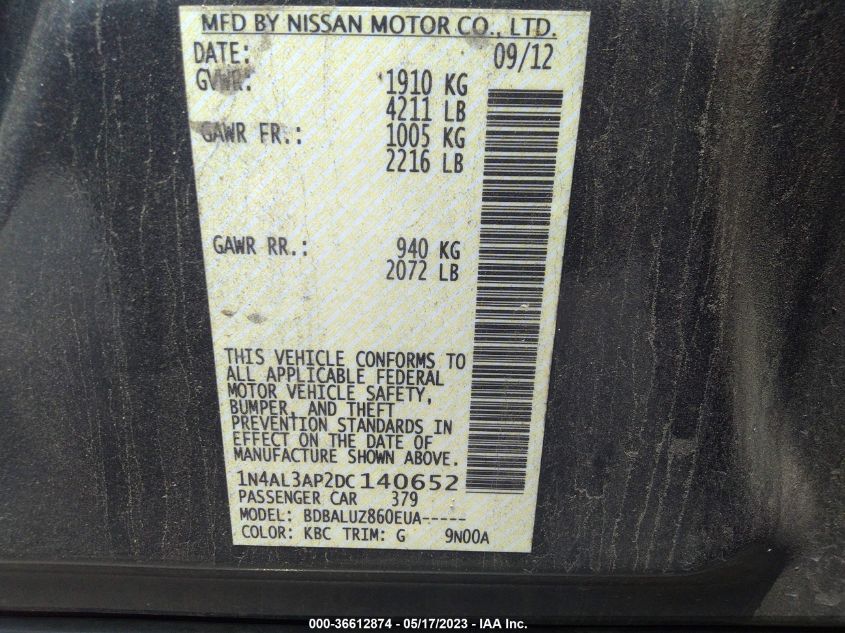 MFD BY NISSAN MOTOR CO., LTD.
DATE: 09/12
GVWR: 1910 KG
4211 LB
GAWR FR.: 1005 KG
2216 LB
GAWR RR.: 940 KG
2072 LB
THIS VEHICLE CONFORMS TO
ALL APPLICABLE FEDERAL
MOTOR VEHICLE SAFETY,
BUMPER, AND THEFT
PREVENTION STANDARDS IN
EFFECT ON THE DATE OF
MANUFACTURE SHOWN ABOVE.
1N4AL3AP2DC140652
PASSENGER CAR 379
MODEL: BDBALUZ860EUA-----
COLOR: KBC TRIM: G 9N00A
000-36612874 - 05/17/2023 - IAA Inc.